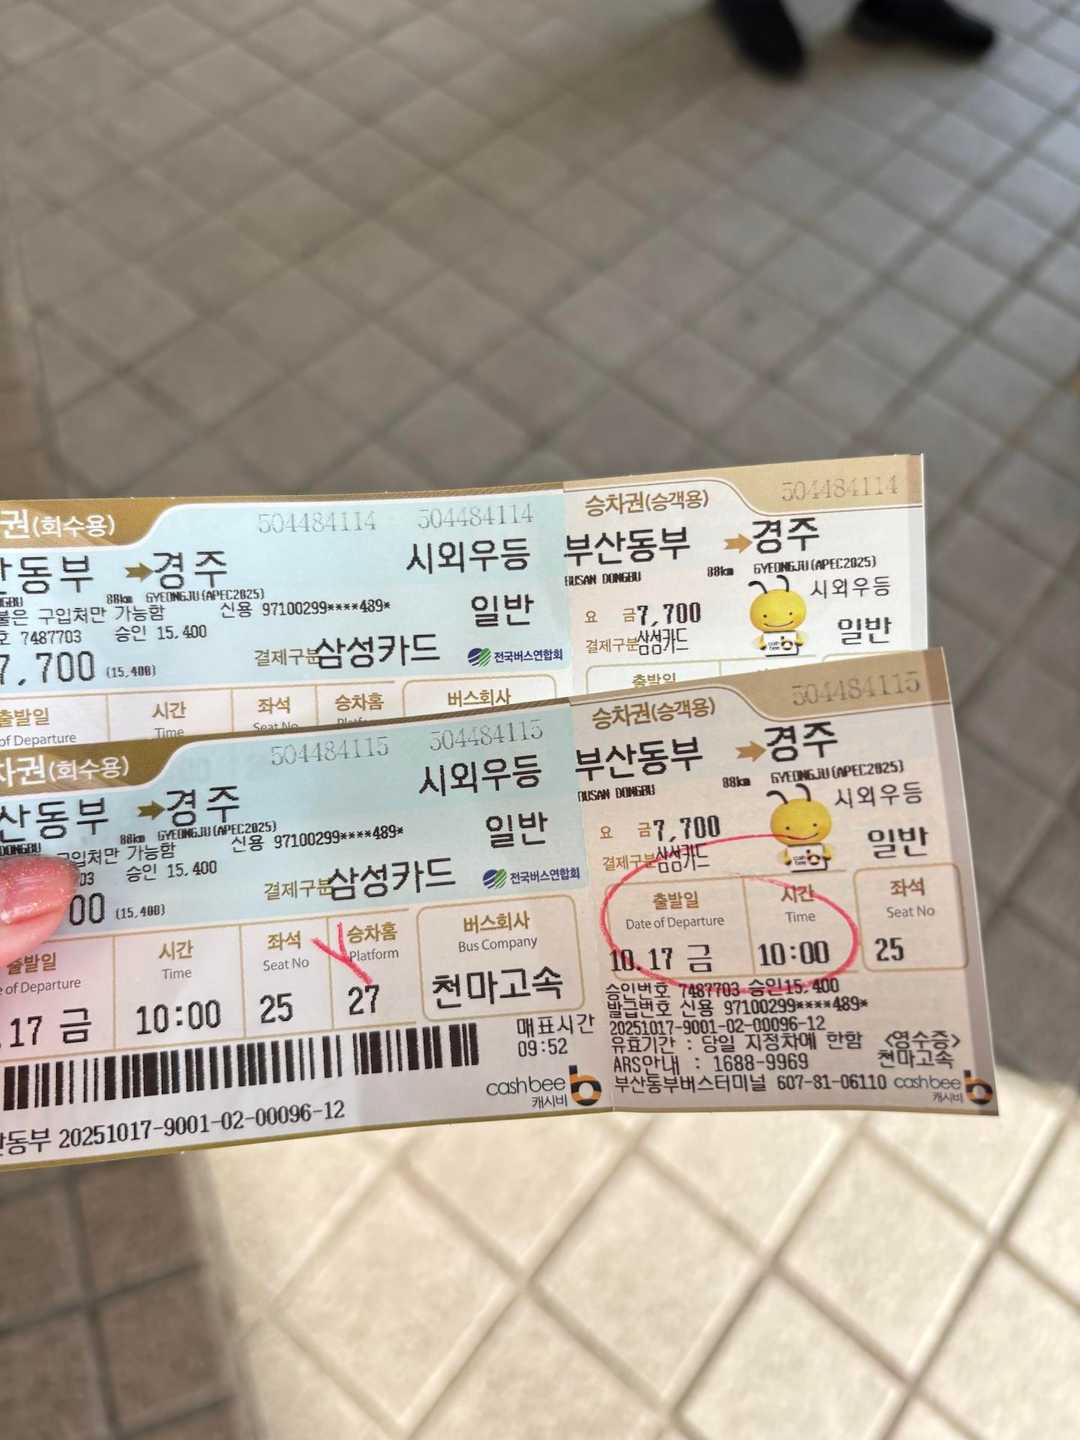 권(회수용)
504484114 504484114
산동부 경주 시외우등
GBU 88km GYEONGJU(APEC2025)
불은 구입처만 가능함 신용 97100299****489* 일반
호 7487703 승인 15,400
7,700 (15,400) 결제구분삼성카드 전국버스연합회
출발일 시간 좌석 승차홈 버스회사
of Departure Time Seat No Platform
승차권(승객용) 504484114
부산동부 경주
BUSAN DONGBU 88km GYEONGJU(APEC2025)
시외우등
요 금7,700 일반
결제구분삼성카드
출발일
차권(회수용)
504484115 504484115
산동부 경주 시외우등
DONGBU 88km GYEONGJU(APEC2025)
구입처만 가능함 신용 97100299****489* 일반
03 승인 15,400
00 (15,400) 결제구분삼성카드 전국버스연합회
출발일 시간 좌석 승차홈 버스회사
e of Departure Time Seat No Platform Bus Company
.17 금 10:00 25 27 천마고속
매표시간
09:52
cashbee
캐시비
산동부 20251017-9001-02-00096-12
승차권(승객용) 504484115
부산동부 경주
BUSAN DONGBU 88km GYEONGJU(APEC2025)
시외우등
요 금7,700 일반
결제구분삼성카드
출발일 시간 좌석
Date of Departure Time Seat No
10.17 금 10:00 25
승인번호 7487703 승인15,400
발급번호 신용 97100299****489*
20251017-9001-02-00096-12
유효기간 : 당일 지정차에 한함 <영수증>
ARS안내 : 1688-9969 천마고속
부산동부버스터미널 607-81-06110 cashbee
캐시비